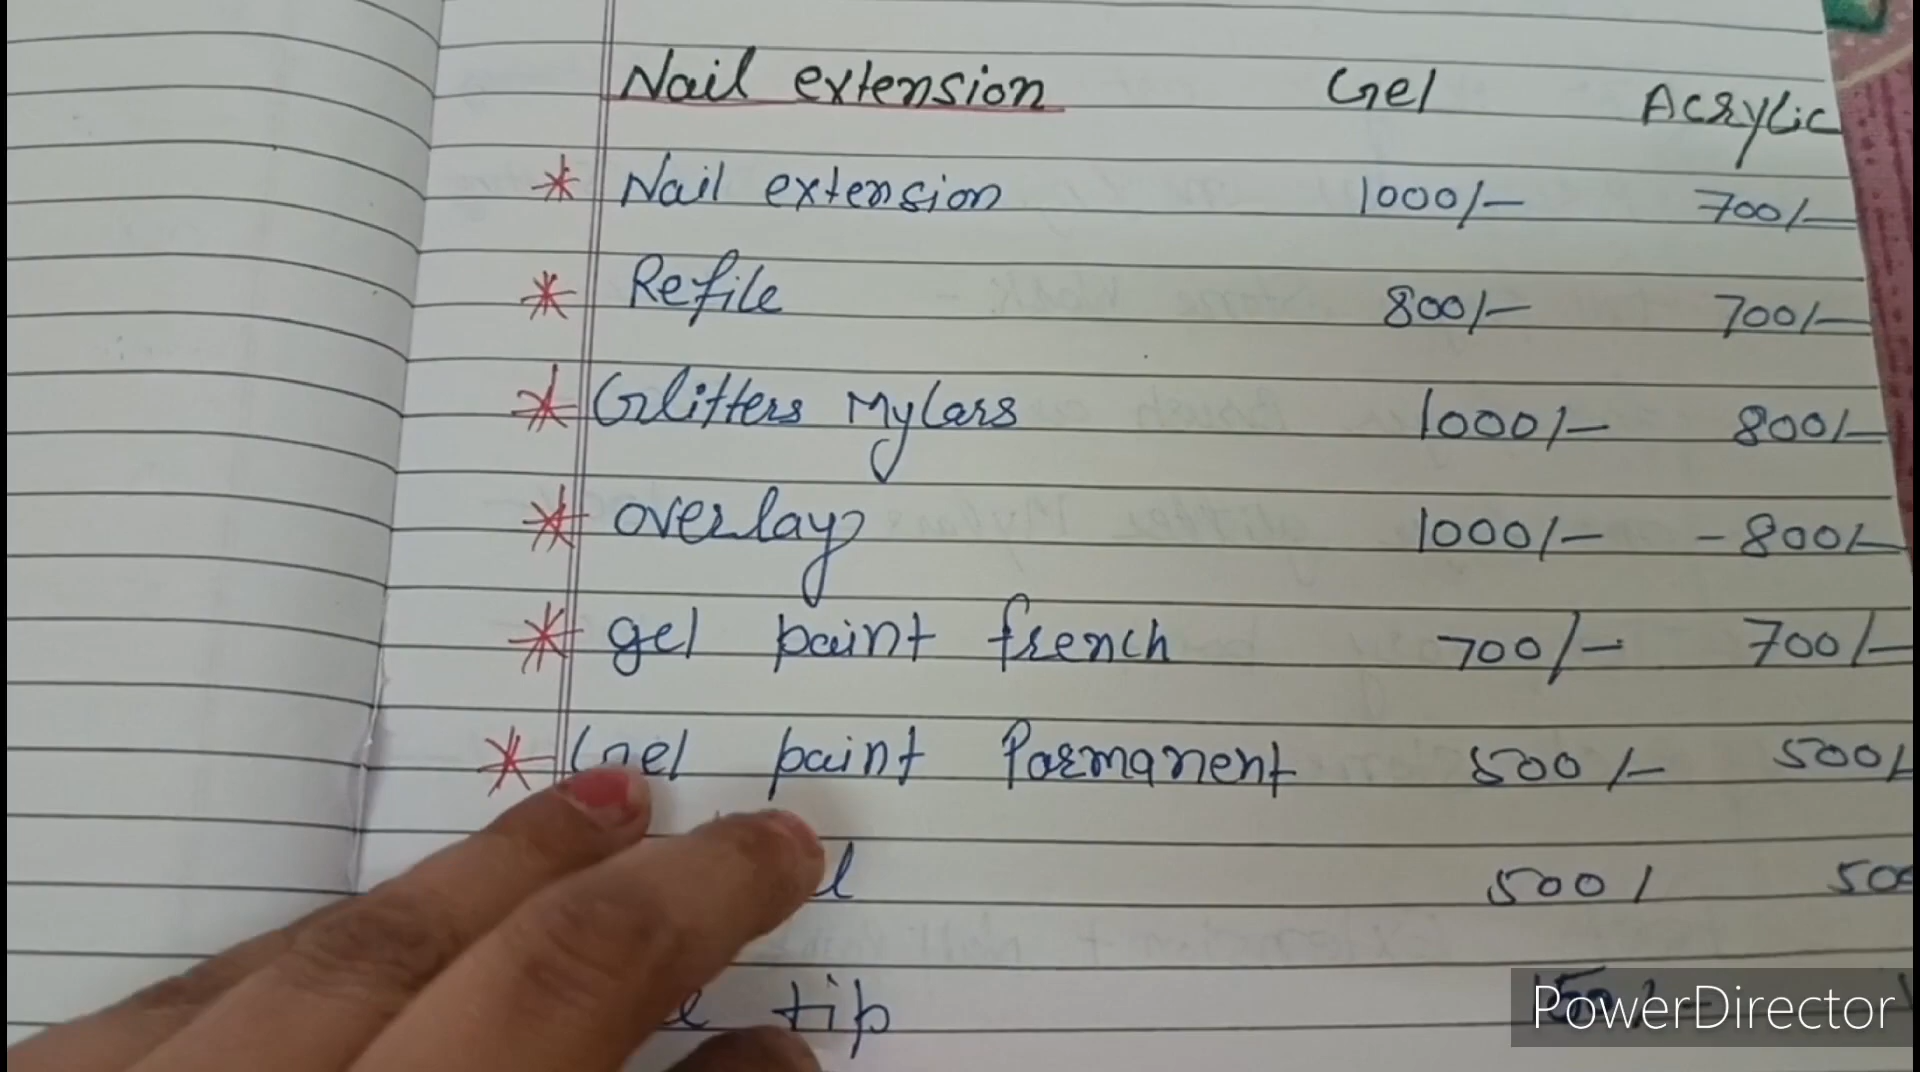 Nail extension Gel Acrylic
* Nail extension 1000/- 700/-
* Refile 800/- 700/-
* Glitters Mylars 1000/- 800/-
* overlay 1000/- - 800/-
* gel paint french 700/- 700/-
* Gel paint Parmanent 500/- 500/
500/ 500
tip
PowerDirector